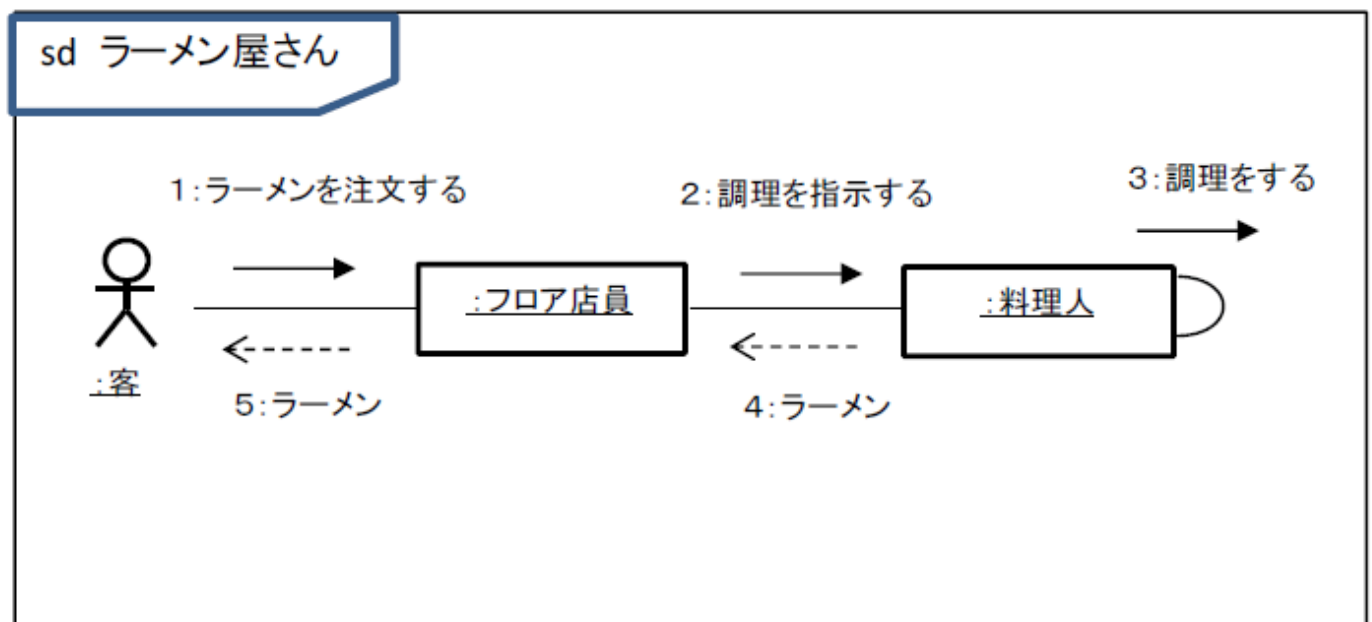 sd ラーメン屋さん
1:ラーメンを注文する
2:調理を指示する
3:調理をする
:客
:フロア店員
:料理人
5:ラーメン
4:ラーメン